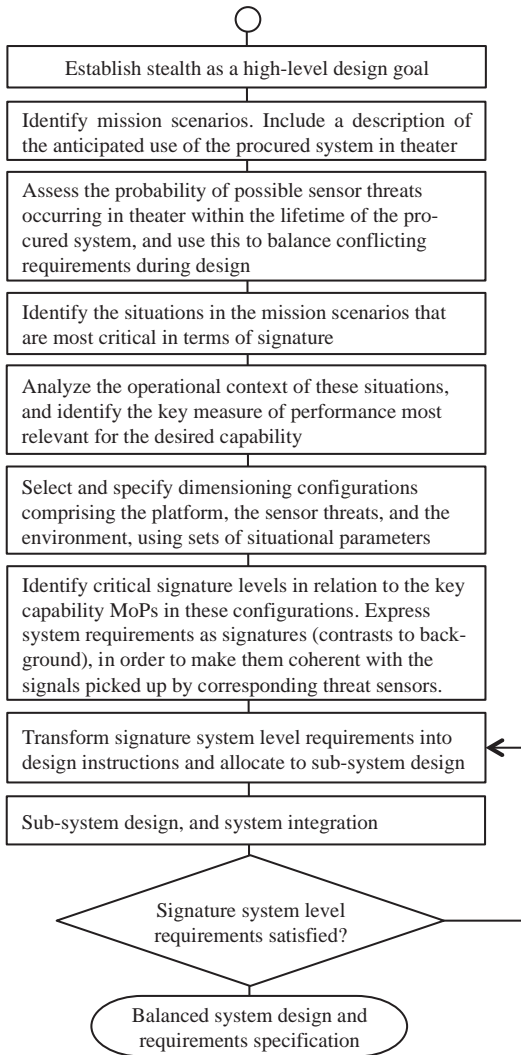 Establish stealth as a high-level design goal
Identify mission scenarios. Include a description of
the anticipated use of the procured system in theater
Assess the probability of possible sensor threats
occurring in theater within the lifetime of the pro-
cured system, and use this to balance conflicting
requirements during design
Identify the situations in the mission scenarios that
are most critical in terms of signature
Analyze the operational context of these situations,
and identify the key measure of performance most
relevant for the desired capability
Select and specify dimensioning configurations
comprising the platform, the sensor threats, and the
environment, using sets of situational parameters
Identify critical signature levels in relation to the key
capability MoPs in these configurations. Express
system requirements as signatures (contrasts to back-
ground), in order to make them coherent with the
signals picked up by corresponding threat sensors.
Transform signature system level requirements into
design instructions and allocate to sub-system design
Sub-system design, and system integration
Signature system level
requirements satisfied?
Balanced system design and
requirements specification